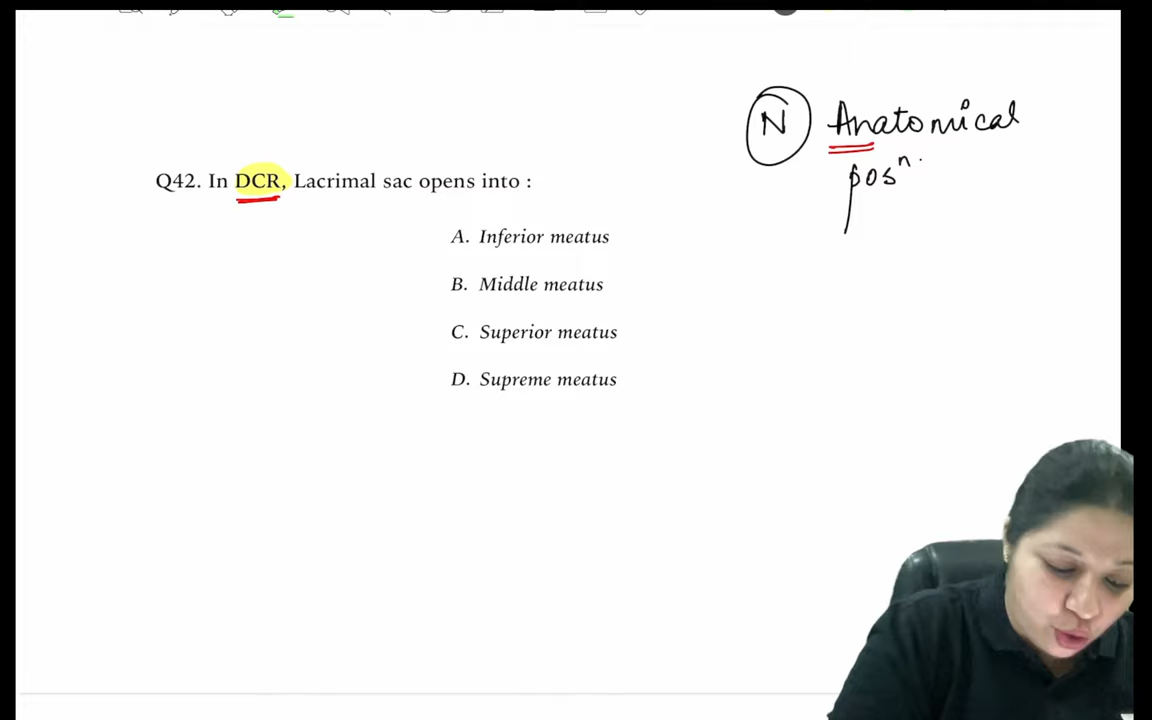 N Anatomical
posn.
Q42. In DCR, Lacrimal sac opens into :
A. Inferior meatus
B. Middle meatus
C. Superior meatus
D. Supreme meatus